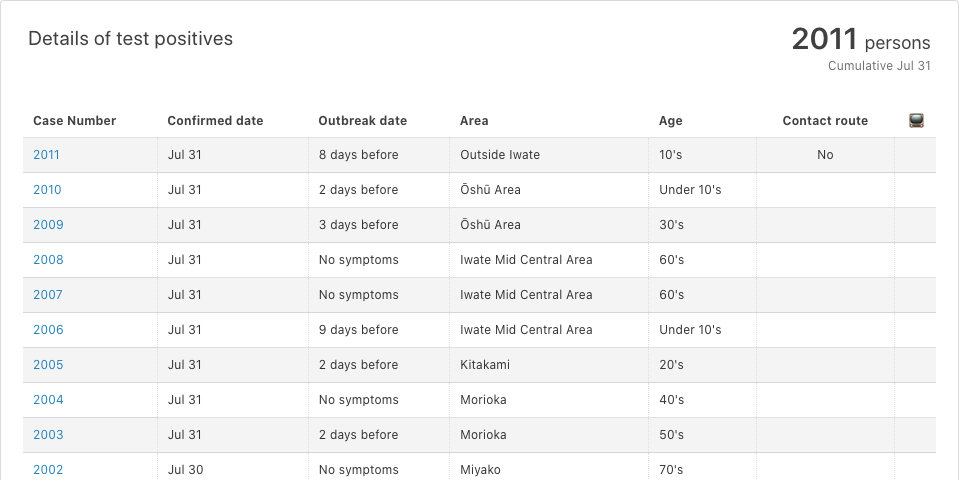 Details of test positives
2011 persons
Cumulative Jul 31
Case Number Confirmed date Outbreak date Area Age Contact route
2011 Jul 31 8 days before Outside Iwate 10's No
2010 Jul 31 2 days before Ōshū Area Under 10's
2009 Jul 31 3 days before Ōshū Area 30's
2008 Jul 31 No symptoms Iwate Mid Central Area 60's
2007 Jul 31 No symptoms Iwate Mid Central Area 60's
2006 Jul 31 9 days before Iwate Mid Central Area Under 10's
2005 Jul 31 2 days before Kitakami 20's
2004 Jul 31 No symptoms Morioka 40's
2003 Jul 31 2 days before Morioka 50's
2002 Jul 30 No symptoms Miyako 70's